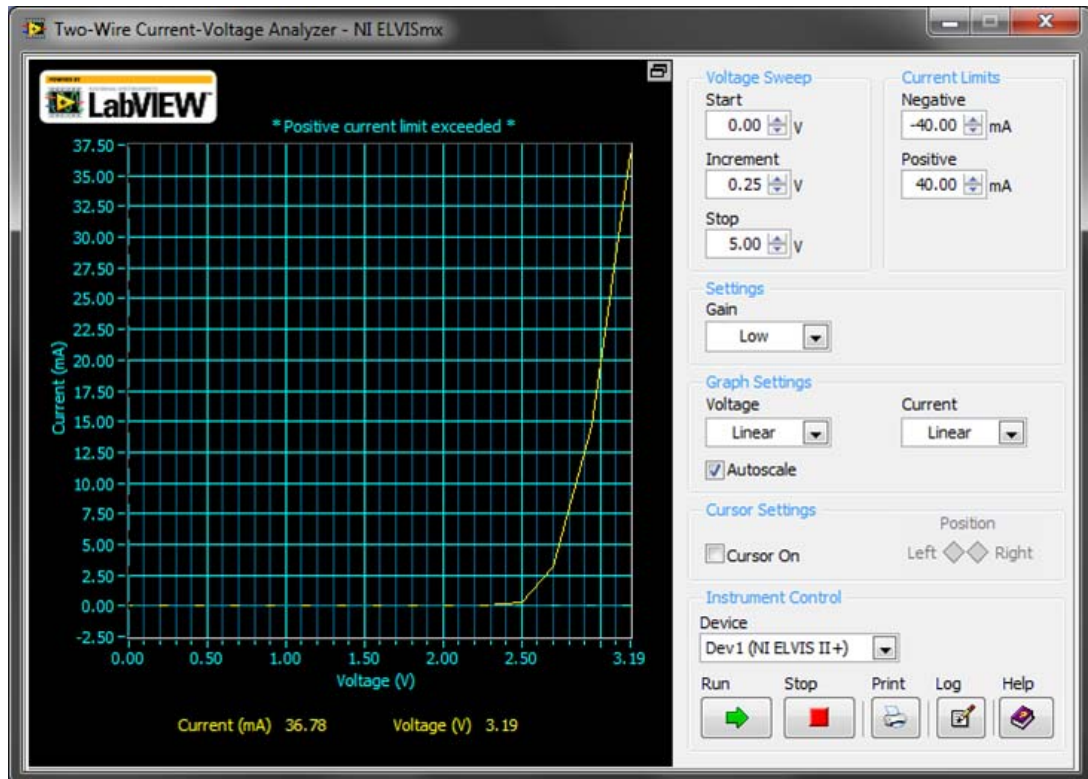 Two-Wire Current-Voltage Analyzer - NI ELVISmx
LabVIEW
* Positive current limit exceeded *
37.50
35.00
32.50
30.00
27.50
25.00
22.50
20.00
17.50
15.00
12.50
10.00
7.50
5.00
2.50
0.00
-2.50
Current (mA)
0.00 0.50 1.00 1.50 2.00 2.50 3.19
Voltage (V)
Current (mA) 36.78 Voltage (V) 3.19
Voltage Sweep
Start
0.00 V
Increment
0.25 V
Stop
5.00 V
Current Limits
Negative
-40.00 mA
Positive
40.00 mA
Settings
Gain
Low
Graph Settings
Voltage
Linear
Current
Linear
Autoscale
Cursor Settings
Cursor On
Position
Left Right
Instrument Control
Device
Dev1 (NI ELVIS II+)
Run Stop Print Log Help